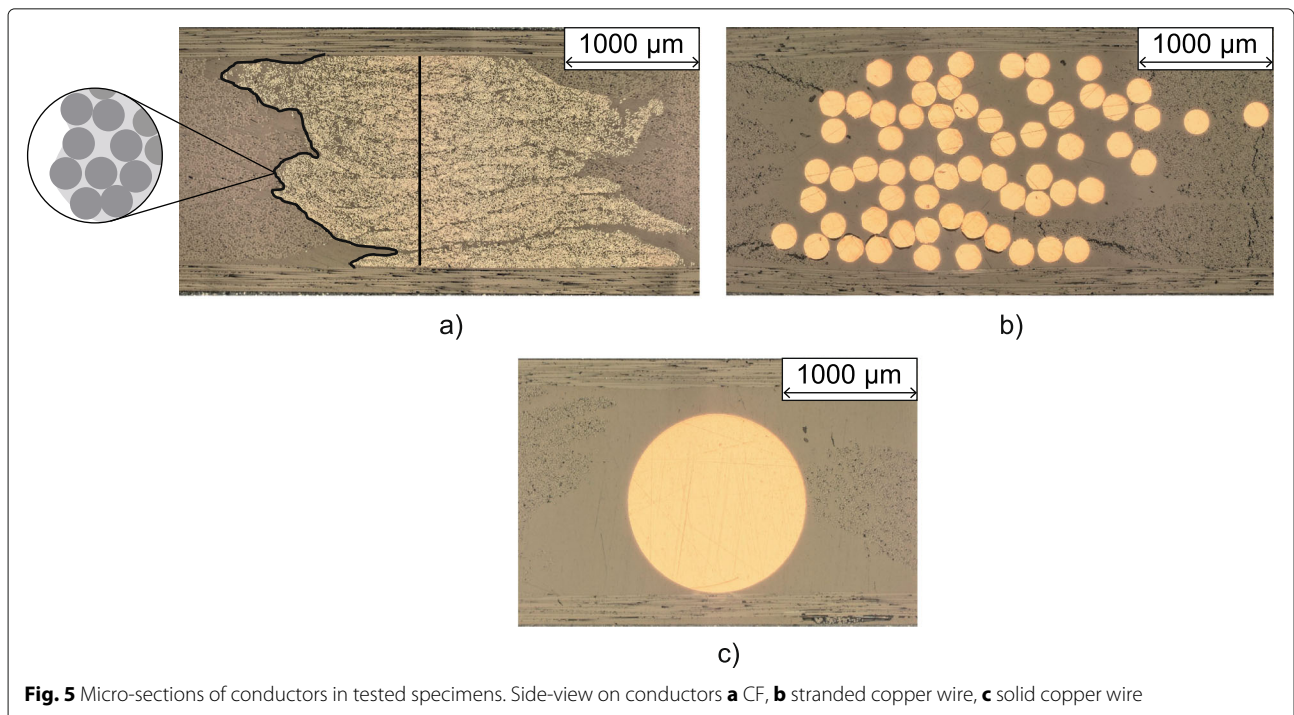 1000 µm
1000 µm
a)
b)
1000 µm
c)
Fig. 5 Micro-sections of conductors in tested specimens. Side-view on conductors a CF, b stranded copper wire, c solid copper wire